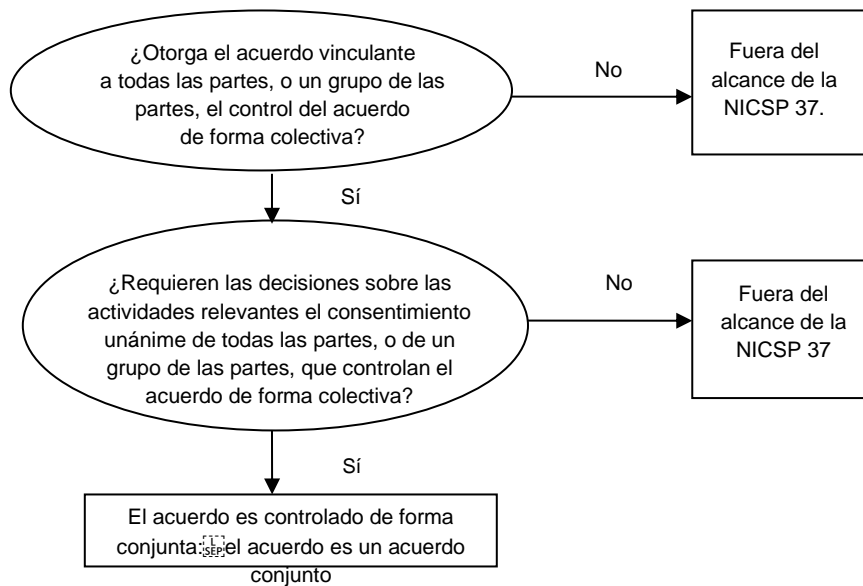 ¿Otorga el acuerdo vinculante
a todas las partes, o un grupo de las
partes, el control del acuerdo
de forma colectiva?
No
Fuera del
alcance de la
NICSP 37.
Sí
¿Requieren las decisiones sobre las
actividades relevantes el consentimiento
unánime de todas las partes, o de un
grupo de las partes, que controlan el
acuerdo de forma colectiva?
No
Fuera del
alcance de la
NICSP 37
Sí
El acuerdo es controlado de forma
conjunta: L SEP el acuerdo es un acuerdo
conjunto